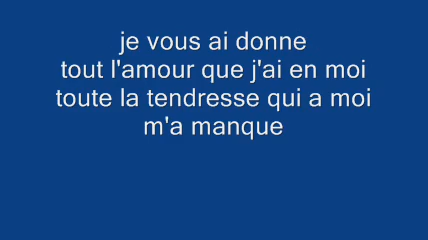 je vous ai donne
tout l'amour que j'ai en moi
toute la tendresse qui a moi
m'a manque